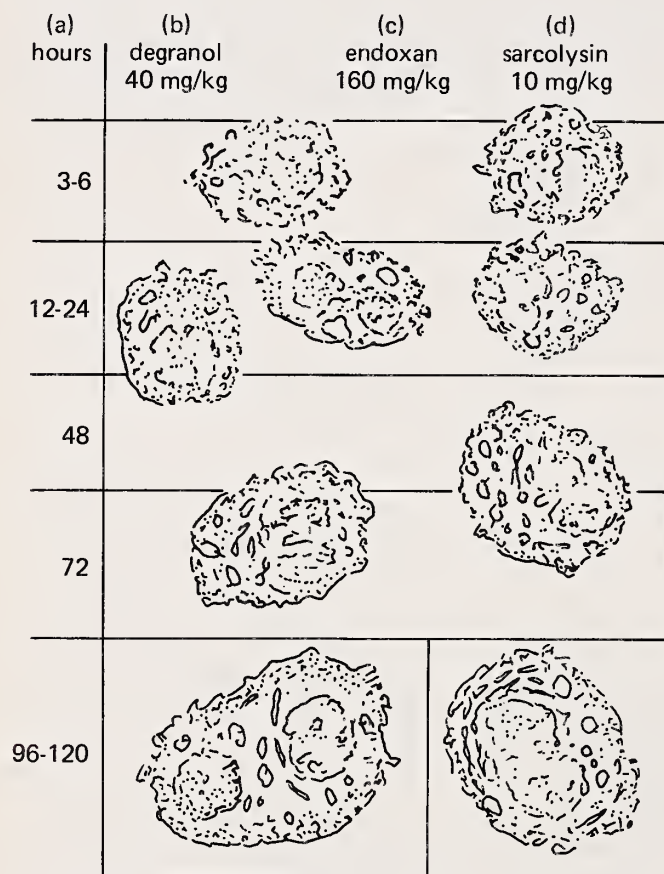 (a) (b) (c) (d)
hours degranol endoxan sarcolysin
40 mg/kg 160 mg/kg 10 mg/kg
3-6
12-24
48
72
96-120